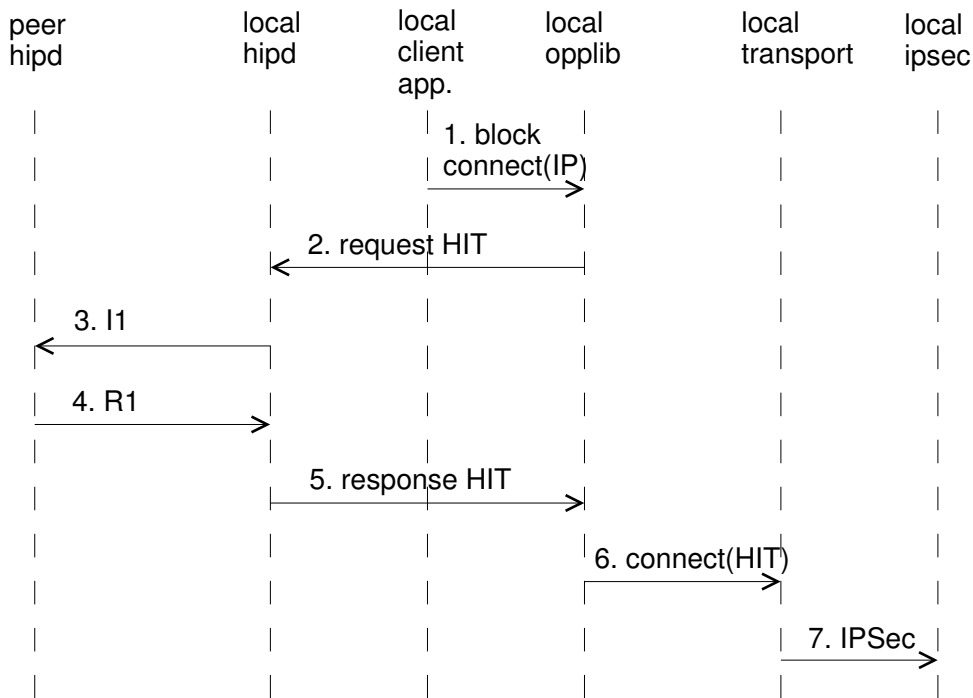 peer
hipd
local
hipd
local
client
app.
local
opplib
local
transport
local
ipsec
1. block
connect(IP)
2. request HIT
3. I1
4. R1
5. response HIT
6. connect(HIT)
7. IPSec